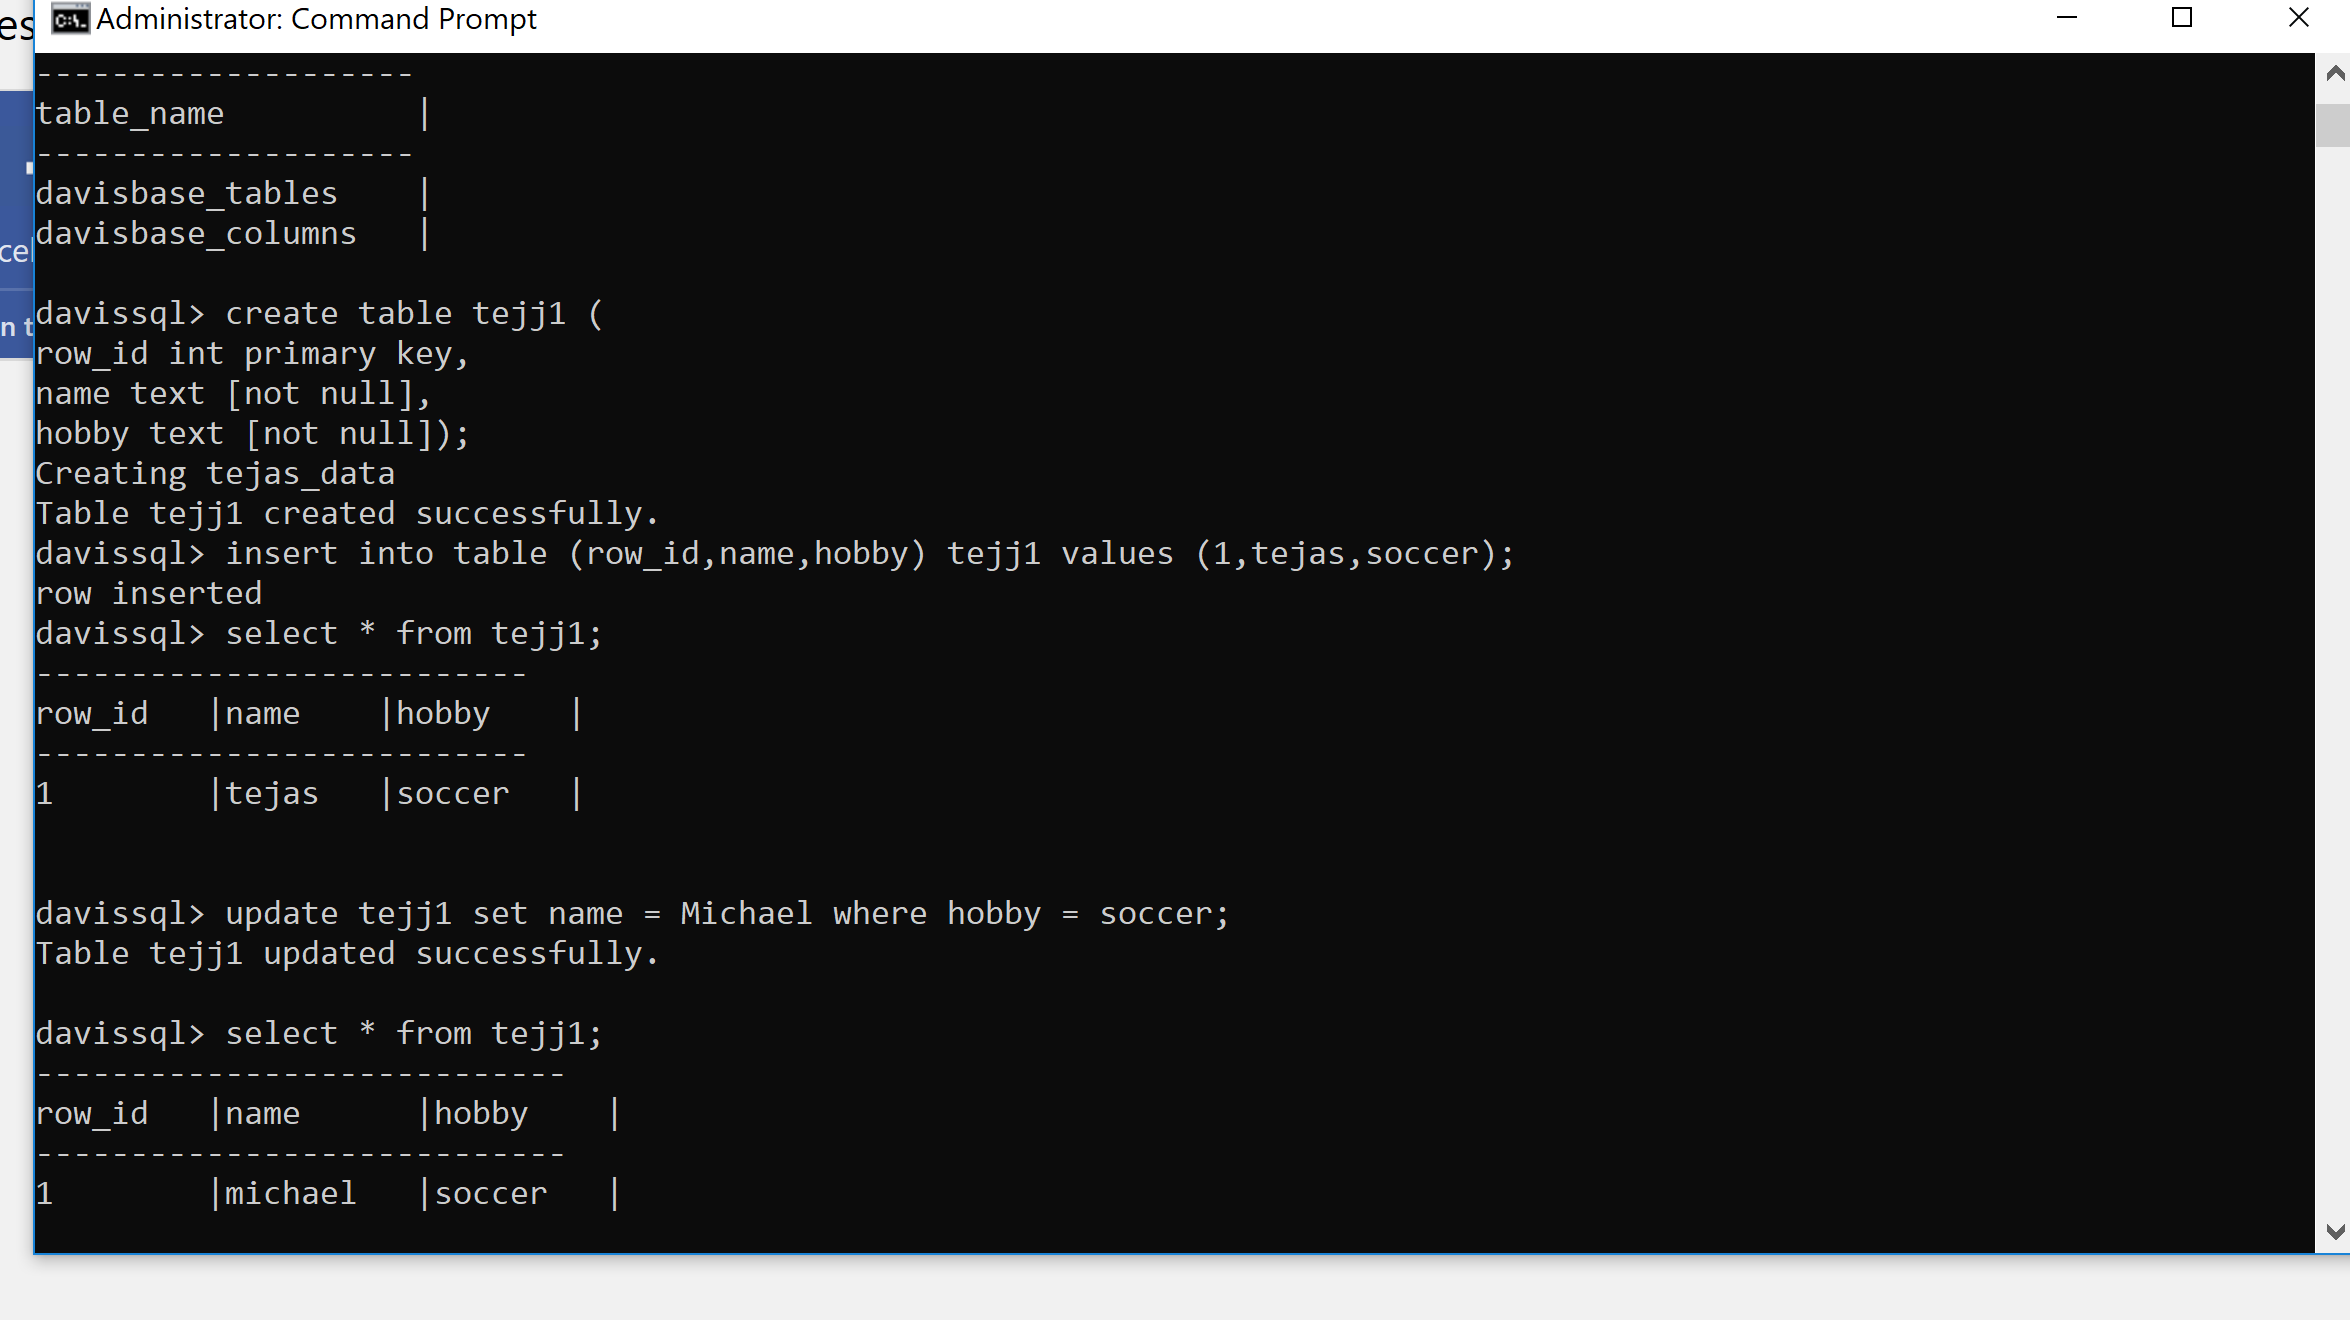 es
Administrator: Command Prompt
--------------------
table_name          |
--------------------
davisbase_tables    |
davisbase_columns   |
cel
n t
davissql> create table tejj1 (
row_id int primary key,
name text [not null],
hobby text [not null]);
Creating tejas_data
Table tejj1 created successfully.
davissql> insert into table (row_id,name,hobby) tejj1 values (1,tejas,soccer);
row inserted
davissql> select * from tejj1;
--------------------------
row_id   |name    |hobby    |
--------------------------
1        |tejas   |soccer   |
davissql> update tejj1 set name = Michael where hobby = soccer;
Table tejj1 updated successfully.
davissql> select * from tejj1;
----------------------------
row_id   |name      |hobby    |
----------------------------
1        |michael   |soccer   |